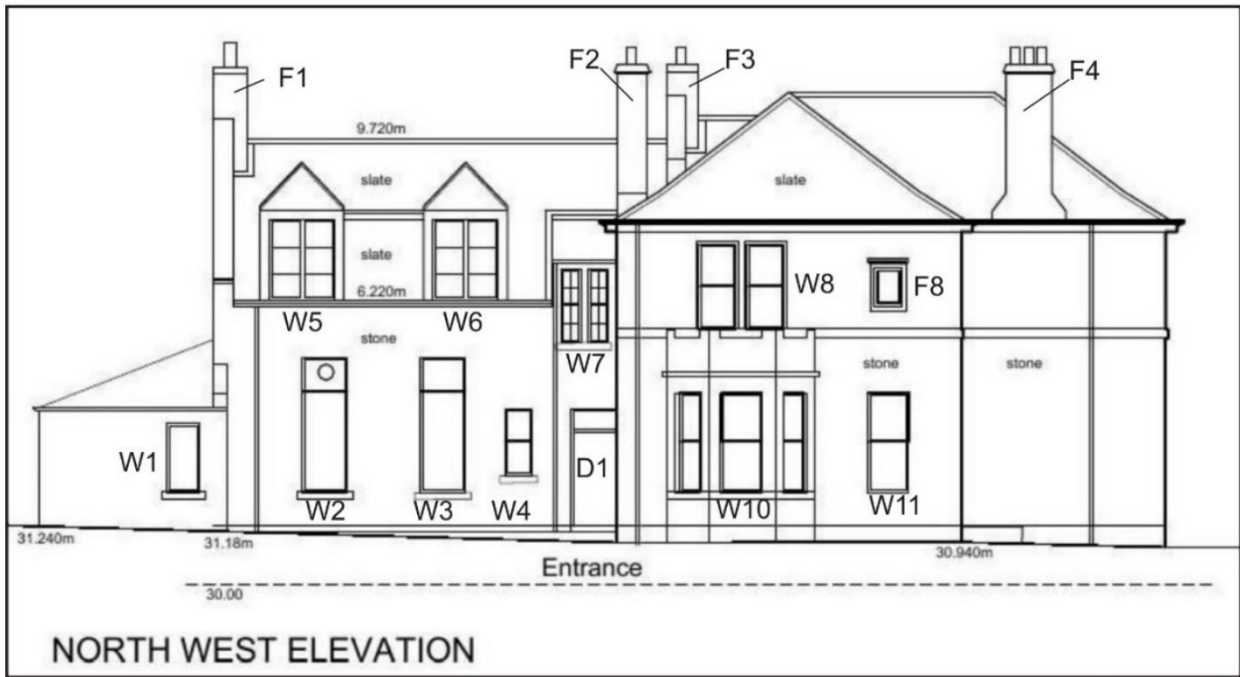 F1
F2
F3
F4
9.720m
slate
slate
slate
6.220m
W5
W6
stone
W7
W8
F8
stone
stone
W1
W2
W3
W4
D1
W10
W11
31.240m
31.18m
30.940m
Entrance
30.00
NORTH WEST ELEVATION